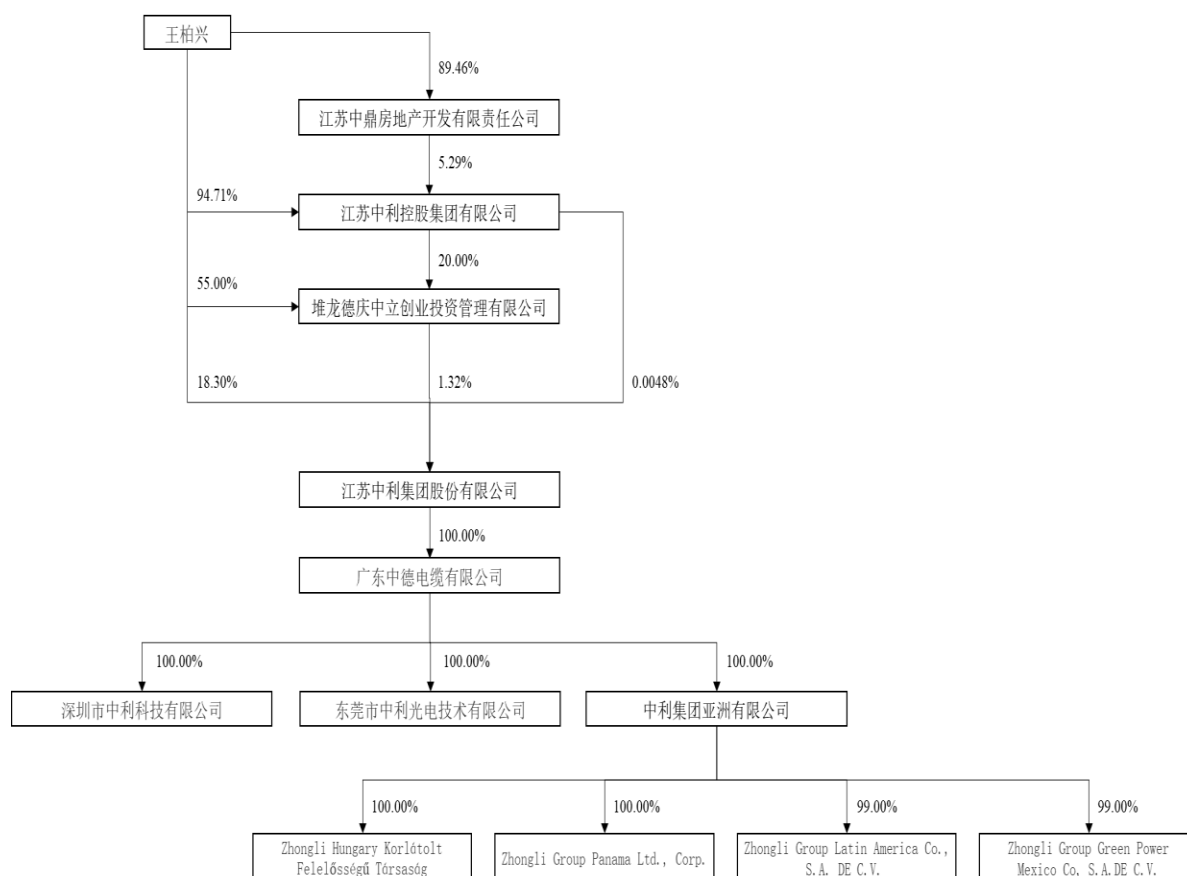 王柏兴
89.46%
江苏中鼎房地产开发有限责任公司
5.29%
94.71%
江苏中利控股集团有限公司
20.00%
55.00%
堆龙德庆中立创业投资管理有限公司
18.30%
1.32%
0.0048%
江苏中利集团股份有限公司
100.00%
广东中德电缆有限公司
100.00%
100.00%
100.00%
深圳市中利科技有限公司
东莞市中利光电技术有限公司
中利集团亚洲有限公司
100.00%
100.00%
99.00%
99.00%
Zhongli Hungary Korlátolt
Felelősségű Társaság
Zhongli Group Panama Ltd., Corp.
Zhongli Group Latin America Co.,
S.A. DE C.V.
Zhongli Group Green Power
Mexico Co, S.A.DE C.V.